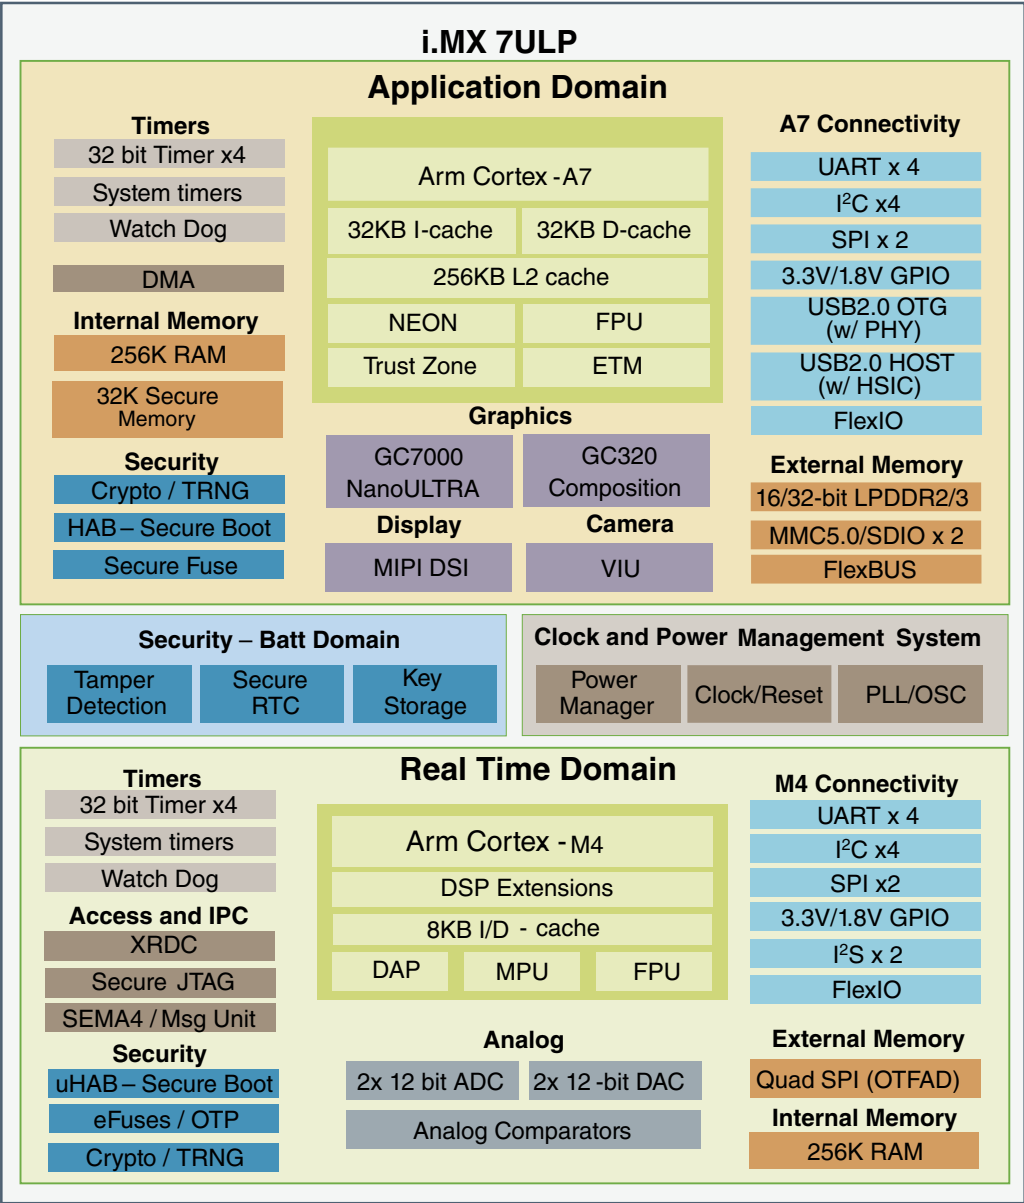 i.MX 7ULP
Application Domain
Timers
32 bit Timer x4
System timers
Watch Dog
DMA
Internal Memory
256K RAM
32K Secure
Memory
Security
Crypto / TRNG
HAB – Secure Boot
Secure Fuse
Arm Cortex -A7
32KB I-cache
32KB D-cache
256KB L2 cache
NEON
FPU
Trust Zone
ETM
Graphics
GC7000
NanoULTRA
GC320
Composition
Display
MIPI DSI
Camera
VIU
A7 Connectivity
UART x 4
I²C x4
SPI x 2
3.3V/1.8V GPIO
USB2.0 OTG
(w/ PHY)
USB2.0 HOST
(w/ HSIC)
FlexIO
External Memory
16/32-bit LPDDR2/3
MMC5.0/SDIO x 2
FlexBUS
Security – Batt Domain
Tamper
Detection
Secure
RTC
Key
Storage
Clock and Power Management System
Power
Manager
Clock/Reset
PLL/OSC
Real Time Domain
Timers
32 bit Timer x4
System timers
Watch Dog
Access and IPC
XRDC
Secure JTAG
SEMA4 / Msg Unit
Security
uHAB – Secure Boot
eFuses / OTP
Crypto / TRNG
Arm Cortex - M4
DSP Extensions
8KB I/D - cache
DAP
MPU
FPU
Analog
2x 12 bit ADC
2x 12 -bit DAC
Analog Comparators
M4 Connectivity
UART x 4
I²C x4
SPI x2
3.3V/1.8V GPIO
I²S x 2
FlexIO
External Memory
Quad SPI (OTFAD)
Internal Memory
256K RAM